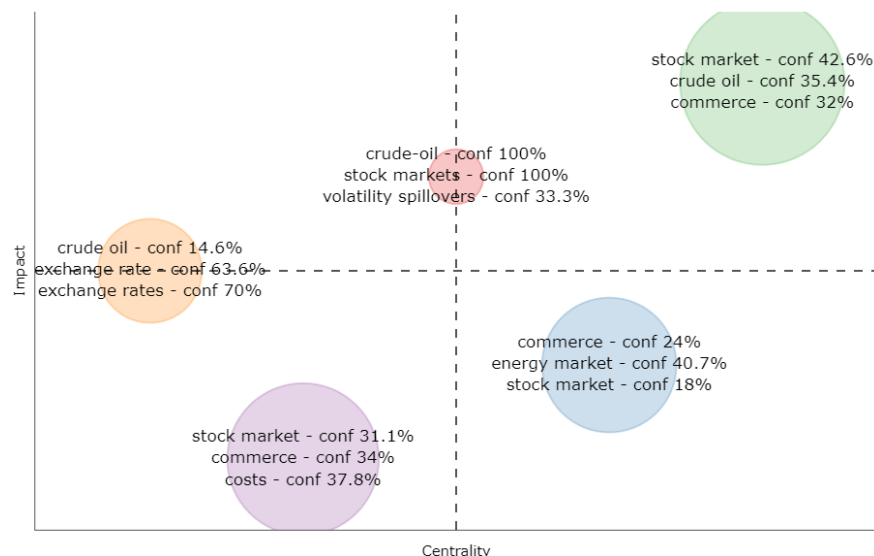 stock market - conf 42.6%
crude oil - conf 35.4%
commerce - conf 32%
crude-oil - conf 100%
stock markets - conf 100%
volatility spillovers - conf 33.3%
crude oil - conf 14.6%
exchange rate - conf 63.6%
exchange rates - conf 70%
Impact
commerce - conf 24%
energy market - conf 40.7%
stock market - conf 18%
stock market - conf 31.1%
commerce - conf 34%
costs - conf 37.8%
Centrality